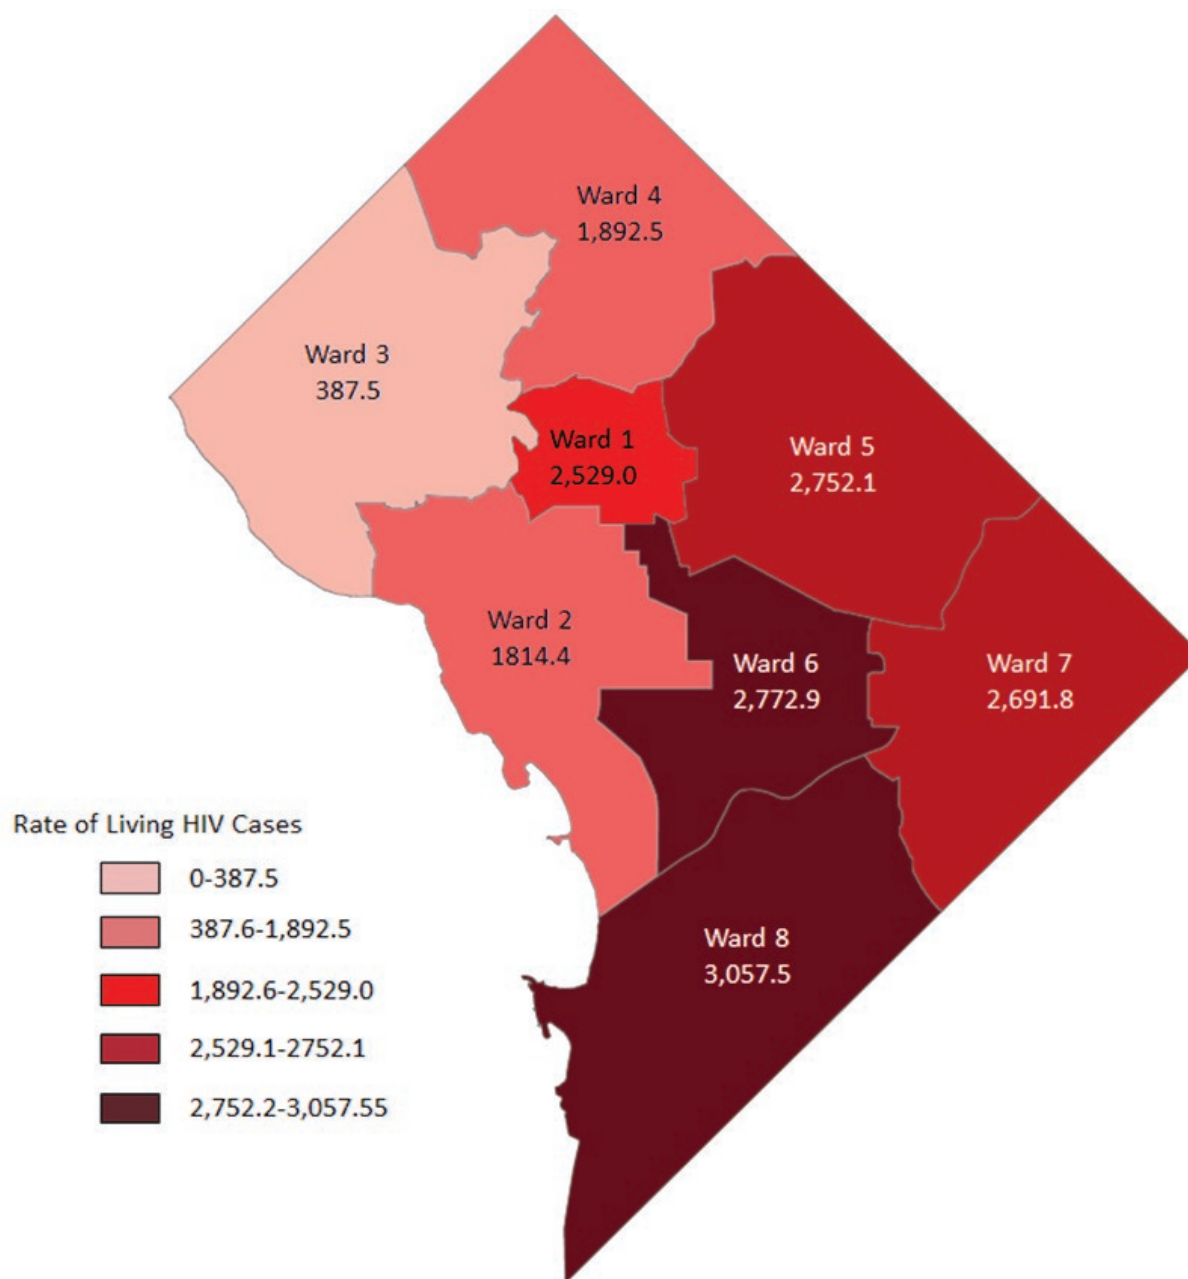 Ward 4
1,892.5
Ward 3
387.5
Ward 1
2,529.0
Ward 5
2,752.1
Ward 2
1814.4
Ward 6
2,772.9
Ward 7
2,691.8
Ward 8
3,057.5
Rate of Living HIV Cases
0-387.5
387.6-1,892.5
1,892.6-2,529.0
2,529.1-2752.1
2,752.2-3,057.55